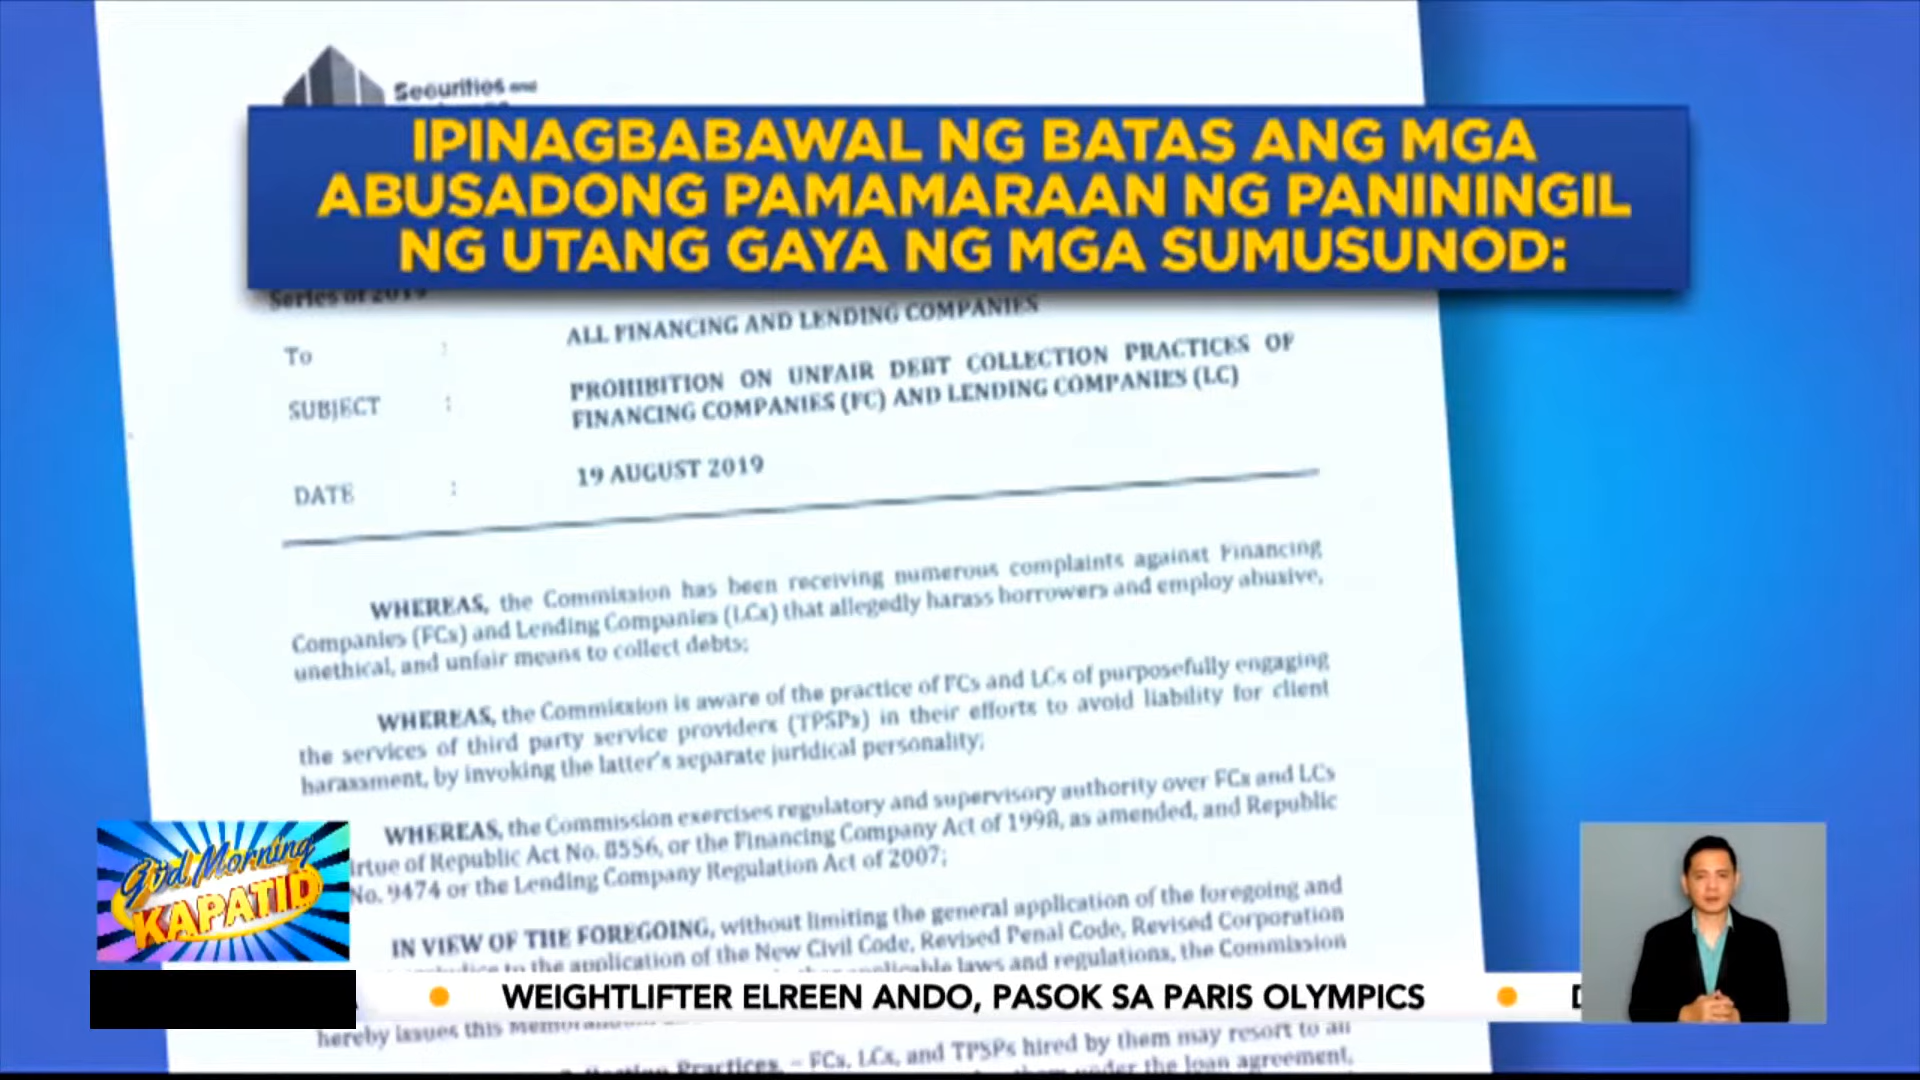 Securities and
IPINAGBABAWAL NG BATAS ANG MGA
ABUSADONG PAMAMARAAN NG PANININGIL
NG UTANG GAYA NG MGA SUMUSUNOD:
Series of 2019
To : ALL FINANCING AND LENDING COMPANIES
SUBJECT : PROHIBITION ON UNFAIR DEBT COLLECTION PRACTICES OF
FINANCING COMPANIES (FC) AND LENDING COMPANIES (LC)
DATE : 19 AUGUST 2019
WHEREAS, the Commission has been receiving numerous complaints against Financing
Companies (FCs) and Lending Companies (LCs) that allegedly harass borrowers and employ abusive,
unethical, and unfair means to collect debts;
WHEREAS, the Commission is aware of the practice of FCs and LCs of purposefully engaging
the services of third party service providers (TPSPs) in their efforts to avoid liability for client
harassment, by invoking the latter's separate juridical personality;
WHEREAS, the Commission exercises regulatory and supervisory authority over FCs and LCs
irtue of Republic Act No. 8556, or the Financing Company Act of 1998, as amended, and Republic
No. 9474 or the Lending Company Regulation Act of 2007;
IN VIEW OF THE FOREGOING, without limiting the general application of the foregoing and
to the application of the New Civil Code, Revised Penal Code, Revised Corporation
applicable laws and regulations, the Commission
hereby issues this
Practices. – FCs, LCs, and TPSPs hired by them may resort to all
under the loan agreement,
Gud Morning
KAPATID
WEIGHTLIFTER ELREEN ANDO, PASOK SA PARIS OLYMPICS